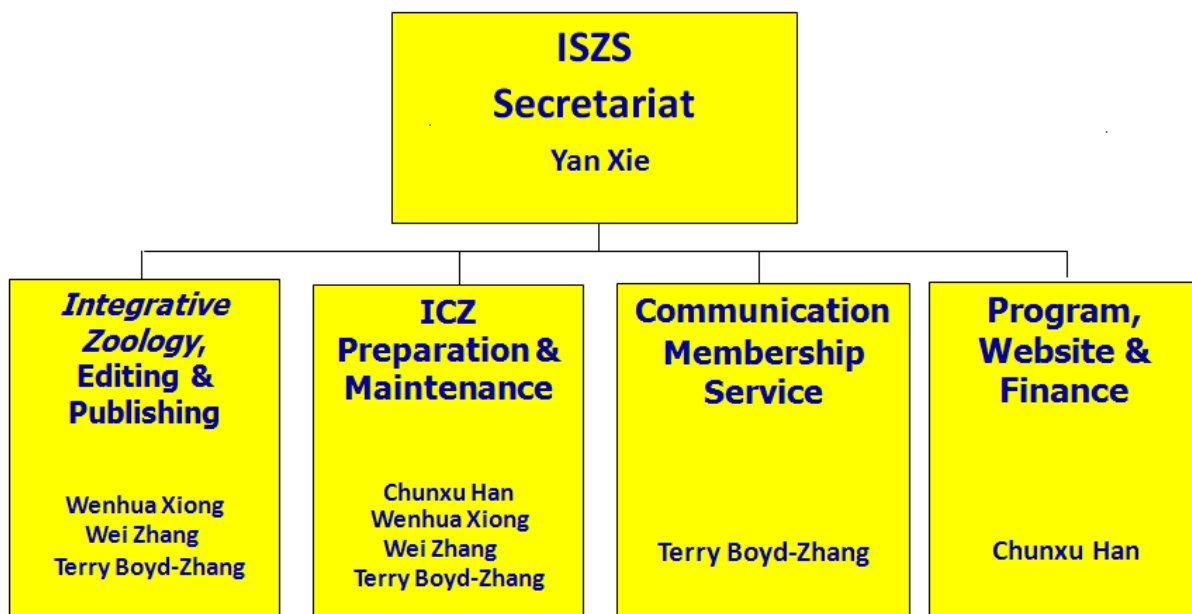 ISZS
Secretariat
Yan Xie
Integrative
Zoology,
Editing &
Publishing
Wenhua Xiong
Wei Zhang
Terry Boyd-Zhang
ICZ
Preparation &
Maintenance
Chunxu Han
Wenhua Xiong
Wei Zhang
Terry Boyd-Zhang
Communication
Membership
Service
Terry Boyd-Zhang
Program,
Website &
Finance
Chunxu Han